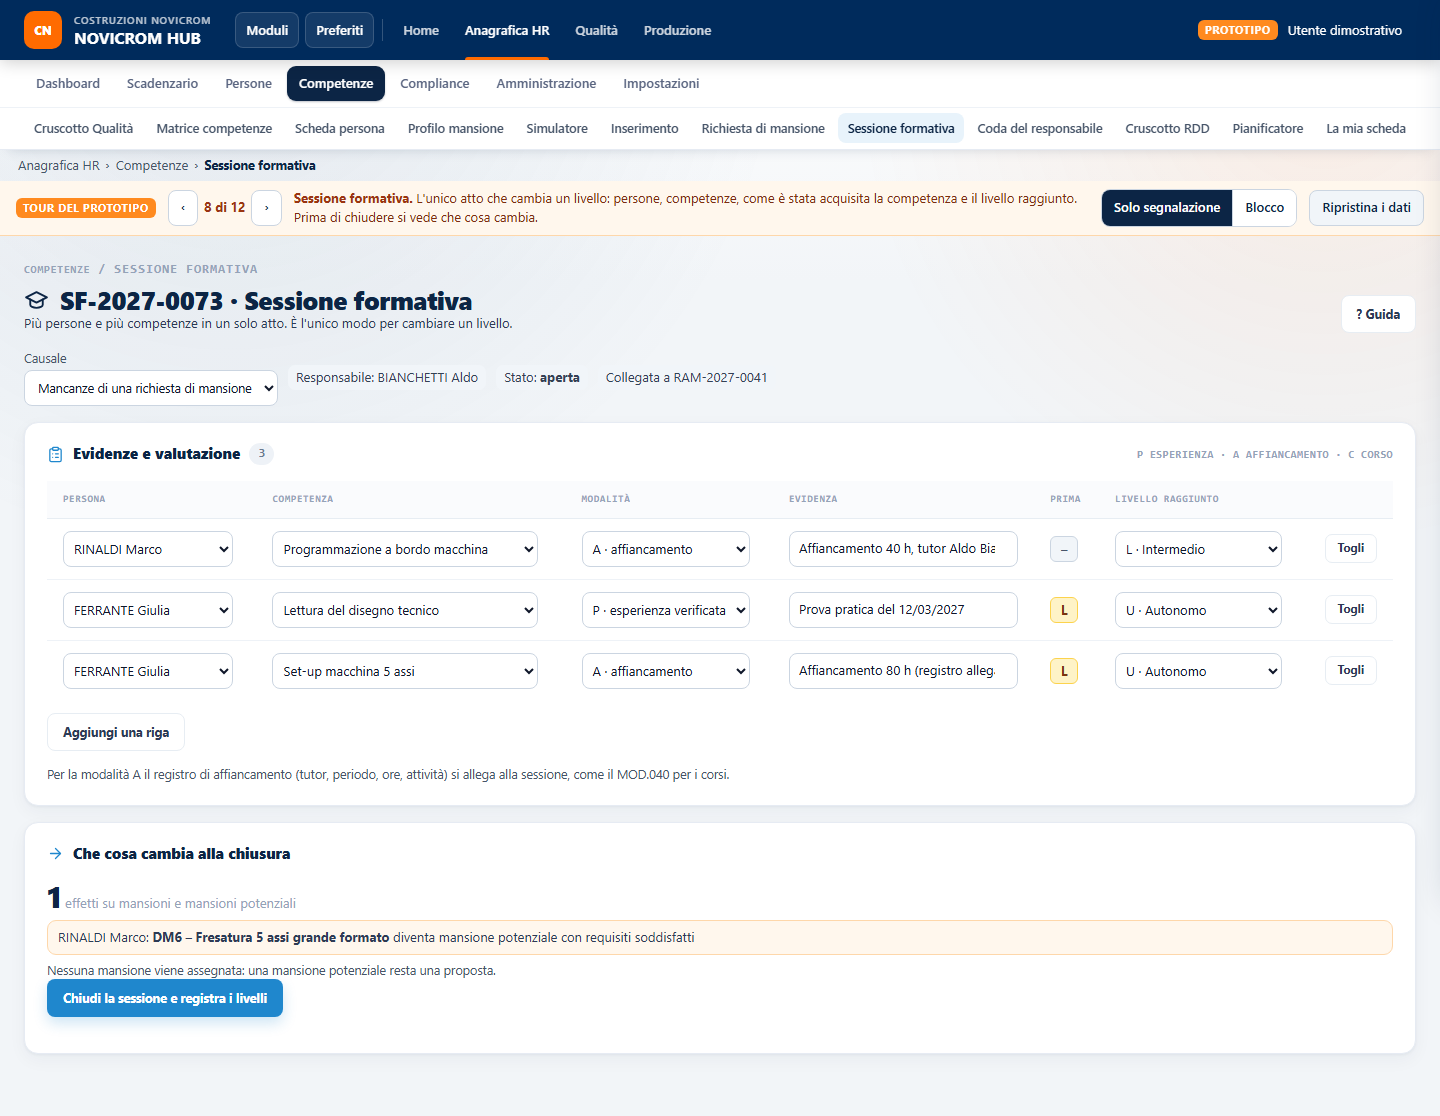 CN
COSTRUZIONI NOVICROM
NOVICROM HUB
Moduli
Preferiti
Home
Anagrafica HR
Qualità
Produzione
PROTOTIPO
Utente dimostrativo
Dashboard
Scadenzario
Persone
Competenze
Compliance
Amministrazione
Impostazioni
Cruscotto Qualità
Matrice competenze
Scheda persona
Profilo mansione
Simulatore
Inserimento
Richiesta di mansione
Sessione formativa
Coda del responsabile
Cruscotto RDD
Pianificatore
La mia scheda
Anagrafica HR › Competenze › Sessione formativa
TOUR DEL PROTOTIPO
‹
8 di 12
›
Sessione formativa. L'unico atto che cambia un livello: persone, competenze, come è stata acquisita la competenza e il livello raggiunto.
Prima di chiudere si vede che cosa cambia.
Solo segnalazione
Blocco
Ripristina i dati
COMPETENZE / SESSIONE FORMATIVA
SF-2027-0073 · Sessione formativa
Più persone e più competenze in un solo atto. È l'unico modo per cambiare un livello.
? Guida
Causale
Mancanze di una richiesta di mansione
Responsabile: BIANCHETTI Aldo
Stato: aperta
Collegata a RAM-2027-0041
Evidenze e valutazione 3
P ESPERIENZA · A AFFIANCAMENTO · C CORSO
PERSONA COMPETENZA MODALITÀ EVIDENZA PRIMA LIVELLO RAGGIUNTO
RINALDI Marco Programmazione a bordo macchina A · affiancamento Affiancamento 40 h, tutor Aldo Bia – L · Intermedio Togli
FERRANTE Giulia Lettura del disegno tecnico P · esperienza verificata Prova pratica del 12/03/2027 L U · Autonomo Togli
FERRANTE Giulia Set-up macchina 5 assi A · affiancamento Affiancamento 80 h (registro alleg L U · Autonomo Togli
Aggiungi una riga
Per la modalità A il registro di affiancamento (tutor, periodo, ore, attività) si allega alla sessione, come il MOD.040 per i corsi.
Che cosa cambia alla chiusura
1 effetti su mansioni e mansioni potenziali
RINALDI Marco: DM6 – Fresatura 5 assi grande formato diventa mansione potenziale con requisiti soddisfatti
Nessuna mansione viene assegnata: una mansione potenziale resta una proposta.
Chiudi la sessione e registra i livelli